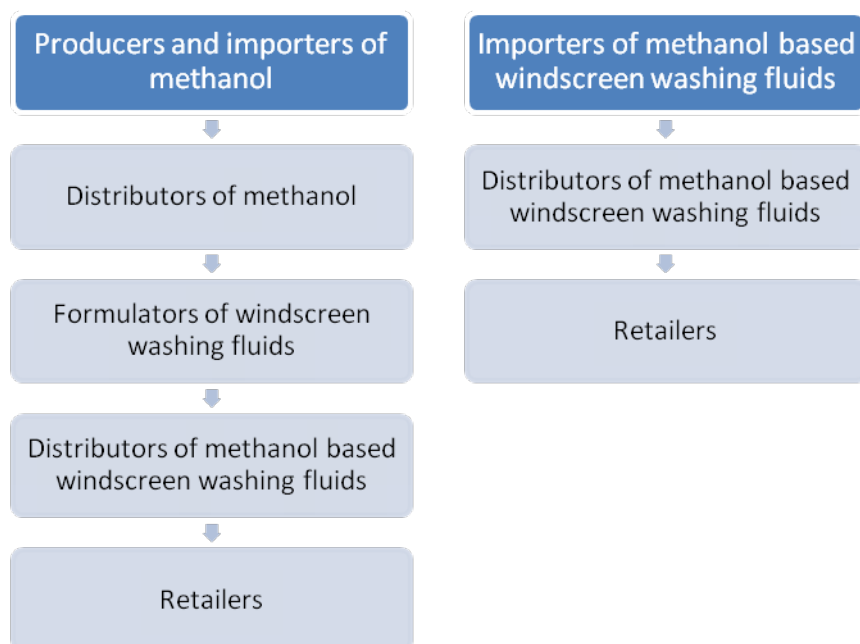 Producers and importers of
methanol
Distributors of methanol
Formulators of windscreen
washing fluids
Distributors of methanol based
windscreen washing fluids
Retailers
Importers of methanol based
windscreen washing fluids
Distributors of methanol based
windscreen washing fluids
Retailers